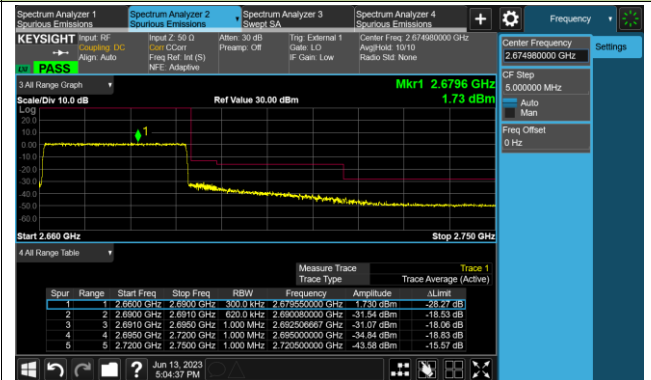 Spectrum Analyzer 1 Spurious Emissions
Spectrum Analyzer 2 Spurious Emissions
Spectrum Analyzer 3 Swept SA
Spectrum Analyzer 4 Spurious Emissions
+
Frequency
KEYSIGHT Input: RF
Coupling: DC
Align: Auto
PASS
Input Z: 50 Ω
Corr CCorr
Freq Ref: Int (S)
NFE: Adaptive
Atten: 30 dB
Preamp: Off
Trig: External 1
Gate: LO
IF Gain: Low
Center Freq: 2.674980000 GHz
Avg|Hold: 10/10
Radio Std: None
Center Frequency
2.674980000 GHz
Settings
CF Step
5.000000 MHz
Auto
Man
Freq Offset
0 Hz
3 All Range Graph
Mkr1 2.6796 GHz
Scale/Div 10.0 dB
Ref Value 30.00 dBm
1.73 dBm
Log
20.0
10.0
0.00
-10.0
-20.0
-30.0
-40.0
-50.0
-60.0
1
Start 2.660 GHz
Stop 2.750 GHz
4 All Range Table
Measure Trace Trace 1
Trace Type Trace Average (Active)
Spur Range Start Freq Stop Freq RBW Frequency Amplitude ΔLimit
1 1 2.6600 GHz 2.6900 GHz 300.0 kHz 2.679550000 GHz 1.730 dBm -28.27 dB
2 2 2.6900 GHz 2.6910 GHz 620.0 kHz 2.690080000 GHz -31.54 dBm -18.53 dB
3 3 2.6910 GHz 2.6950 GHz 1.000 MHz 2.692506667 GHz -31.07 dBm -18.06 dB
4 4 2.6950 GHz 2.7200 GHz 1.000 MHz 2.695000000 GHz -34.84 dBm -18.83 dB
5 5 2.7200 GHz 2.7500 GHz 1.000 MHz 2.720500000 GHz -43.58 dBm -15.57 dB
?
Jun 13, 2023
5:04:37 PM